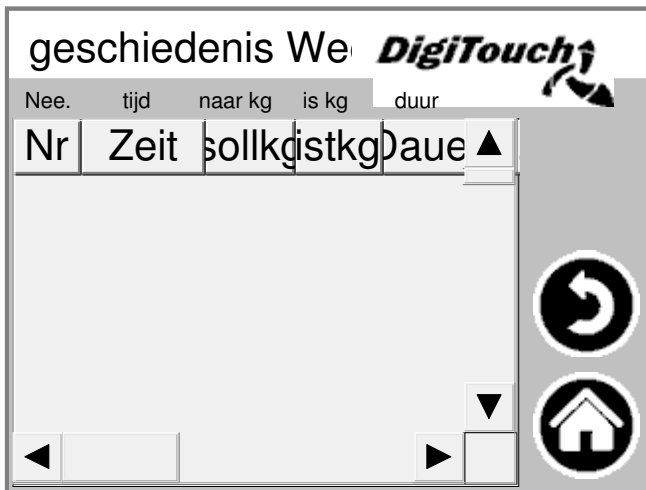 geschiedenis We DigiTouch
Nee. tijd naar kg is kg duur
Nr Zeit sollkg istkg Daue